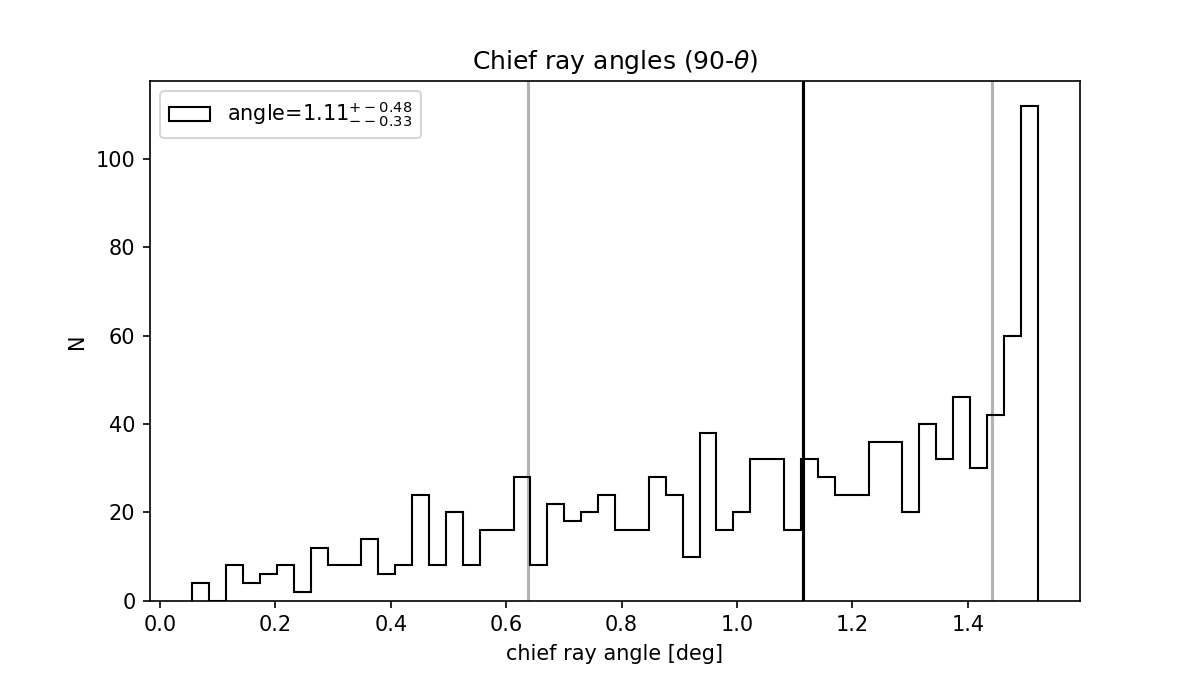 Chief ray angles (90-θ)
angle=1.11^{+−0.48}_{−−0.33}
100
80
60
40
20
0
N
0.0 0.2 0.4 0.6 0.8 1.0 1.2 1.4
chief ray angle [deg]